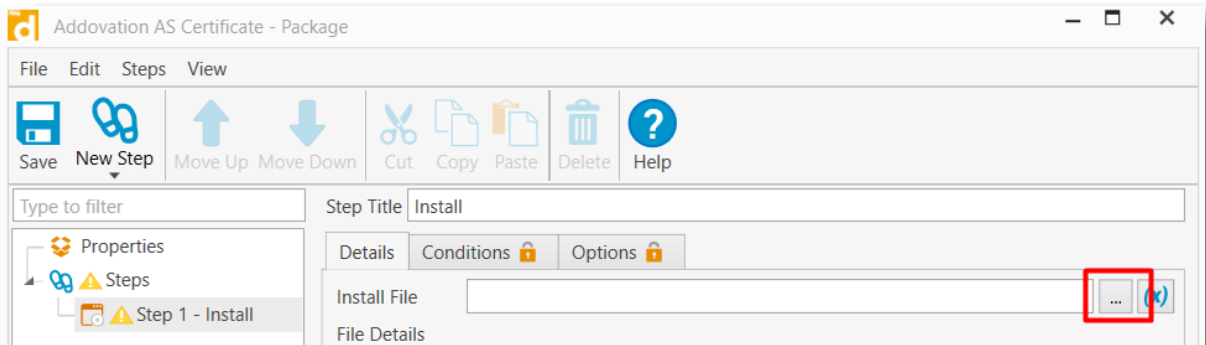 Addovation AS Certificate - Package
File Edit Steps View
Save New Step Move Up Move Down Cut Copy Paste Delete Help
Type to filter
Step Title Install
Properties
Details Conditions Options
Steps
Install File ... (x)
Step 1 - Install
File Details